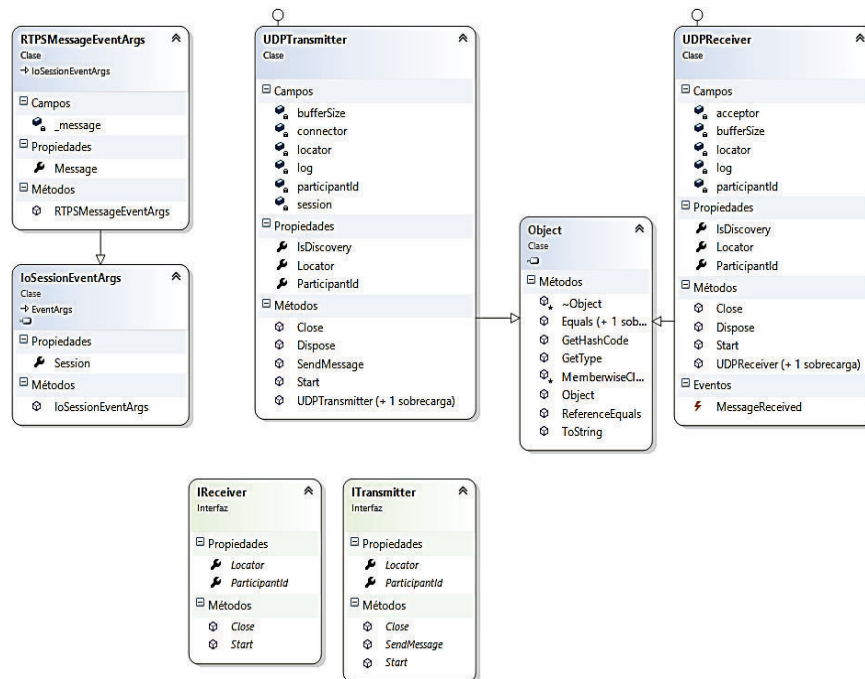 RTPSMessageEventArgs
Clase
IoSessionEventArgs
Campos
_message
Propiedades
Message
Métodos
RTPSMessageEventArgs
IoSessionEventArgs
Clase
EventArgs
Propiedades
Session
Métodos
IoSessionEventArgs
UDPTransmitter
Clase
Campos
bufferSize
connector
locator
log
participantId
session
Propiedades
IsDiscovery
Locator
ParticipantId
Métodos
Close
Dispose
SendMessage
Start
UDPTransmitter (+ 1 sobrecarga)
Object
Clase
Métodos
~Object
Equals (+ 1 sob...
GetHashCode
GetType
MemberwiseCl...
Object
ReferenceEquals
ToString
UDPReceiver
Clase
Campos
acceptor
bufferSize
locator
log
participantId
Propiedades
IsDiscovery
Locator
ParticipantId
Métodos
Close
Dispose
Start
UDPReceiver (+ 1 sobrecarga)
Eventos
MessageReceived
IReceiver
Interfaz
Propiedades
Locator
ParticipantId
Métodos
Close
Start
ITransmitter
Interfaz
Propiedades
Locator
ParticipantId
Métodos
Close
SendMessage
Start